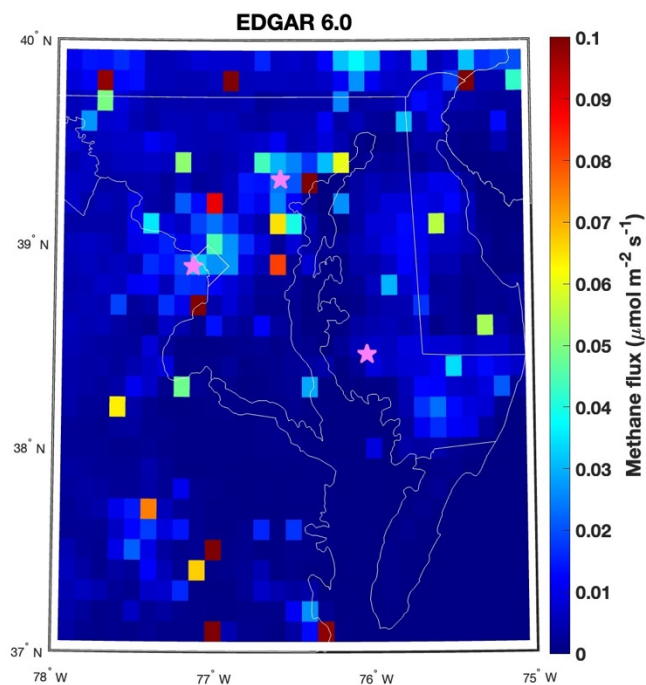 EDGAR 6.0
40° N
39° N
38° N
37° N
78° W
77° W
76° W
75° W
0.1
0.09
0.08
0.07
0.06
0.05
0.04
0.03
0.02
0.01
0
Methane flux (μmol m⁻² s⁻¹)